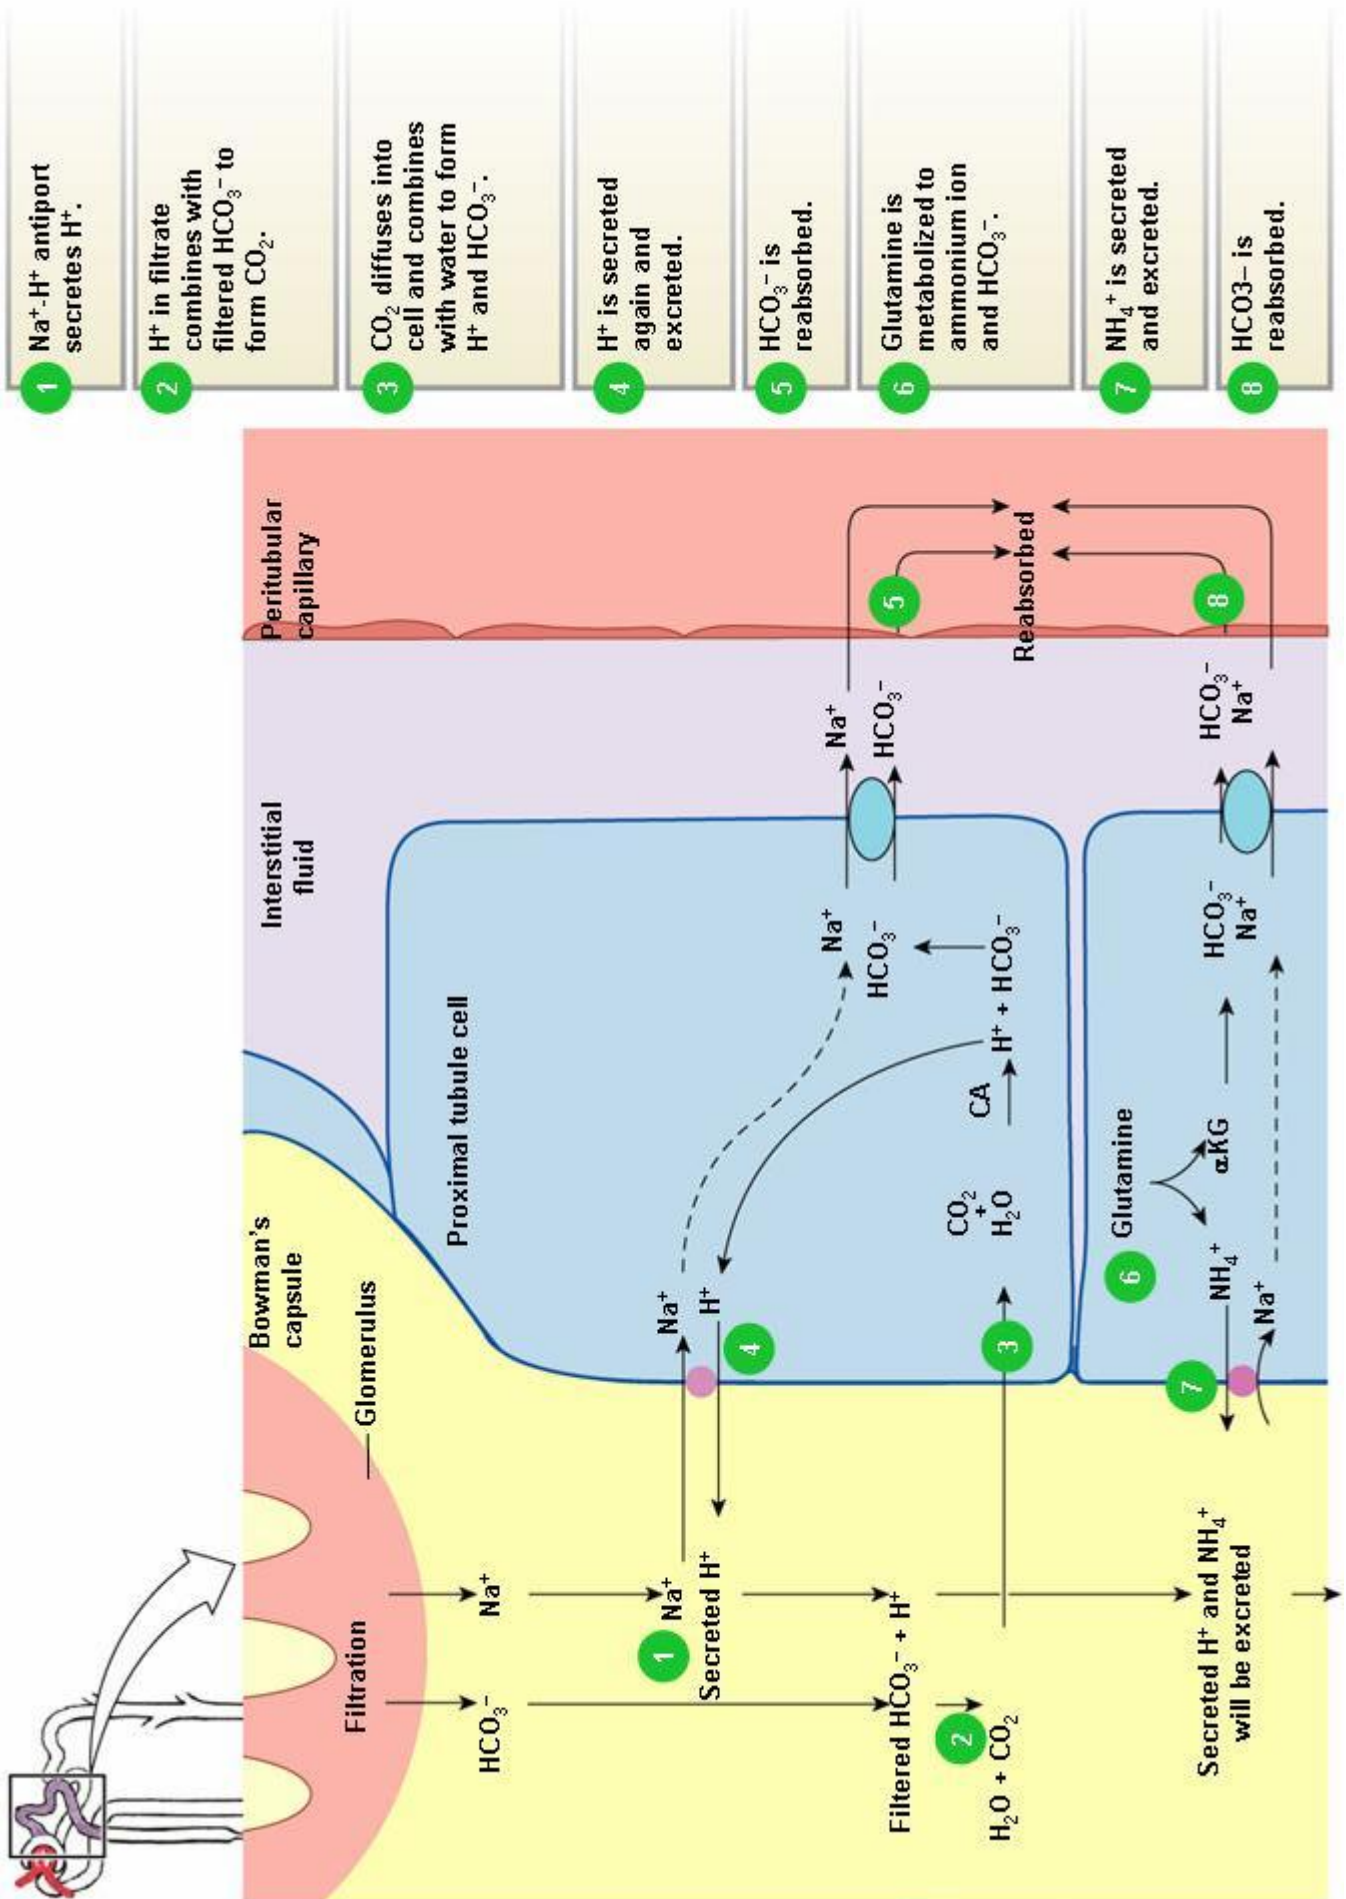 Filtration
Glomerulus
Bowman's
capsule
Interstitial
fluid
Peritubular
capillary
HCO₃⁻
Na⁺
Proximal tubule cell
1
Na⁺
Secreted H⁺
Na⁺
H⁺
4
Na⁺
HCO₃⁻
Na⁺
HCO₃⁻
5
Filtered HCO₃⁻ + H⁺
2
H₂O + CO₂
3
CO₂
+
H₂O
CA
H⁺ + HCO₃⁻
Reabsorbed
6
Glutamine
7
NH₄⁺
αKG
HCO₃⁻
Na⁺
Na⁺
HCO₃⁻
Na⁺
8
Secreted H⁺ and NH₄⁺
will be excreted
1 Na⁺-H⁺ antiport
secretes H⁺.
2 H⁺ in filtrate
combines with
filtered HCO₃⁻ to
form CO₂.
3 CO₂ diffuses into
cell and combines
with water to form
H⁺ and HCO₃⁻.
4 H⁺ is secreted
again and
excreted.
5 HCO₃⁻ is
reabsorbed.
6 Glutamine is
metabolized to
ammonium ion
and HCO₃⁻.
7 NH₄⁺ is secreted
and excreted.
8 HCO3– is
reabsorbed.